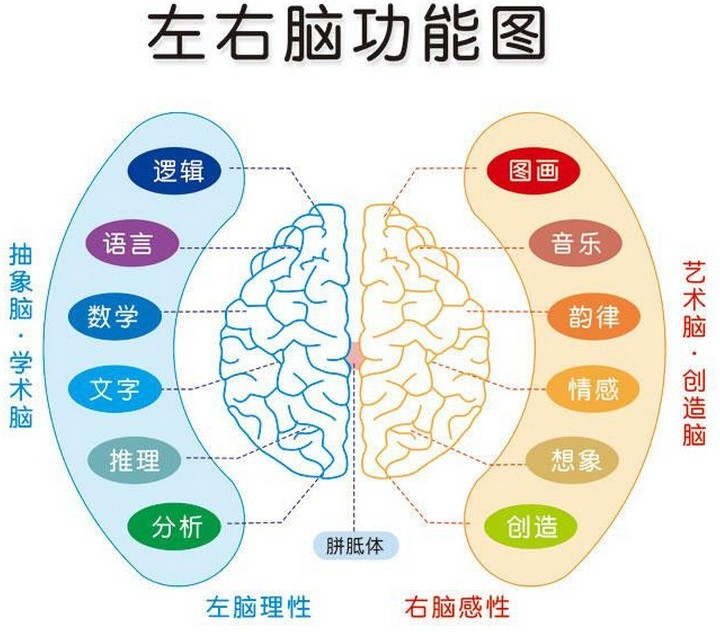 左右脑功能图
逻辑
语言
数学
文字
推理
分析
抽象脑·学术脑
图画
音乐
韵律
情感
想象
创造
艺术脑·创造脑
胼胝体
左脑理性
右脑感性